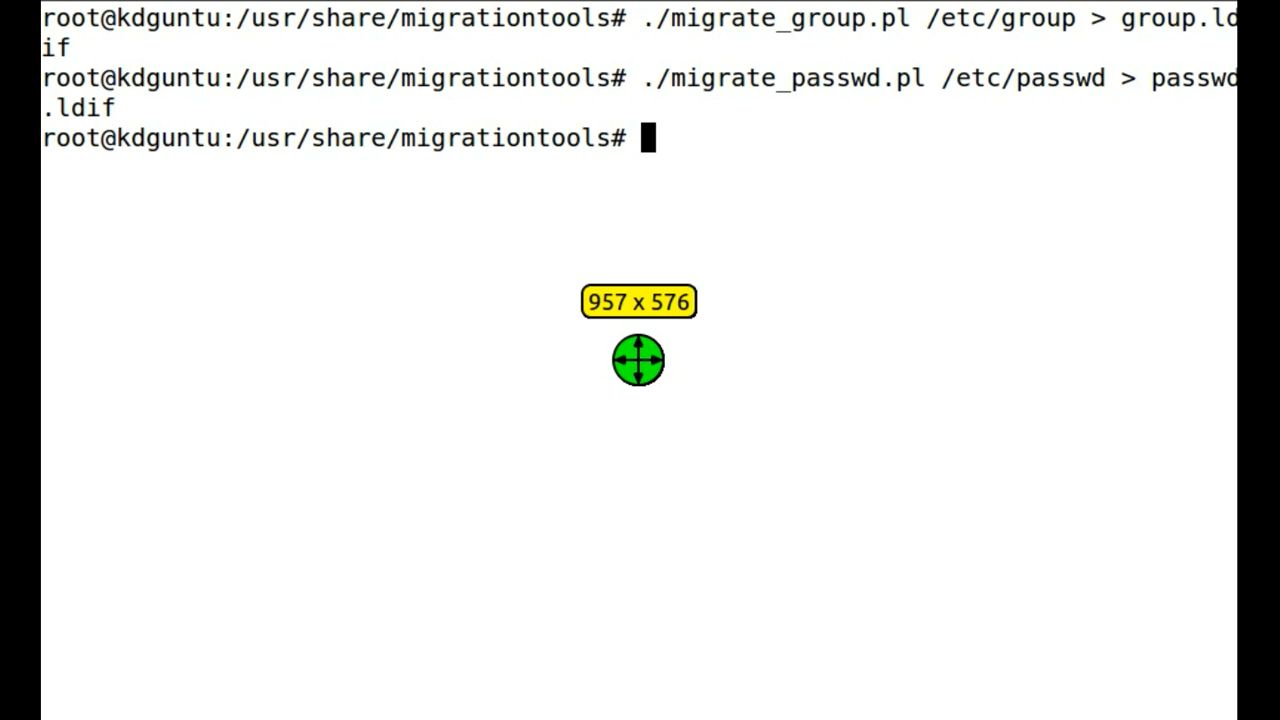 root@kdguntu:/usr/share/migrationtools# ./migrate_group.pl /etc/group > group.ld
if
root@kdguntu:/usr/share/migrationtools# ./migrate_passwd.pl /etc/passwd > passwd
.ldif
root@kdguntu:/usr/share/migrationtools#
957 x 576